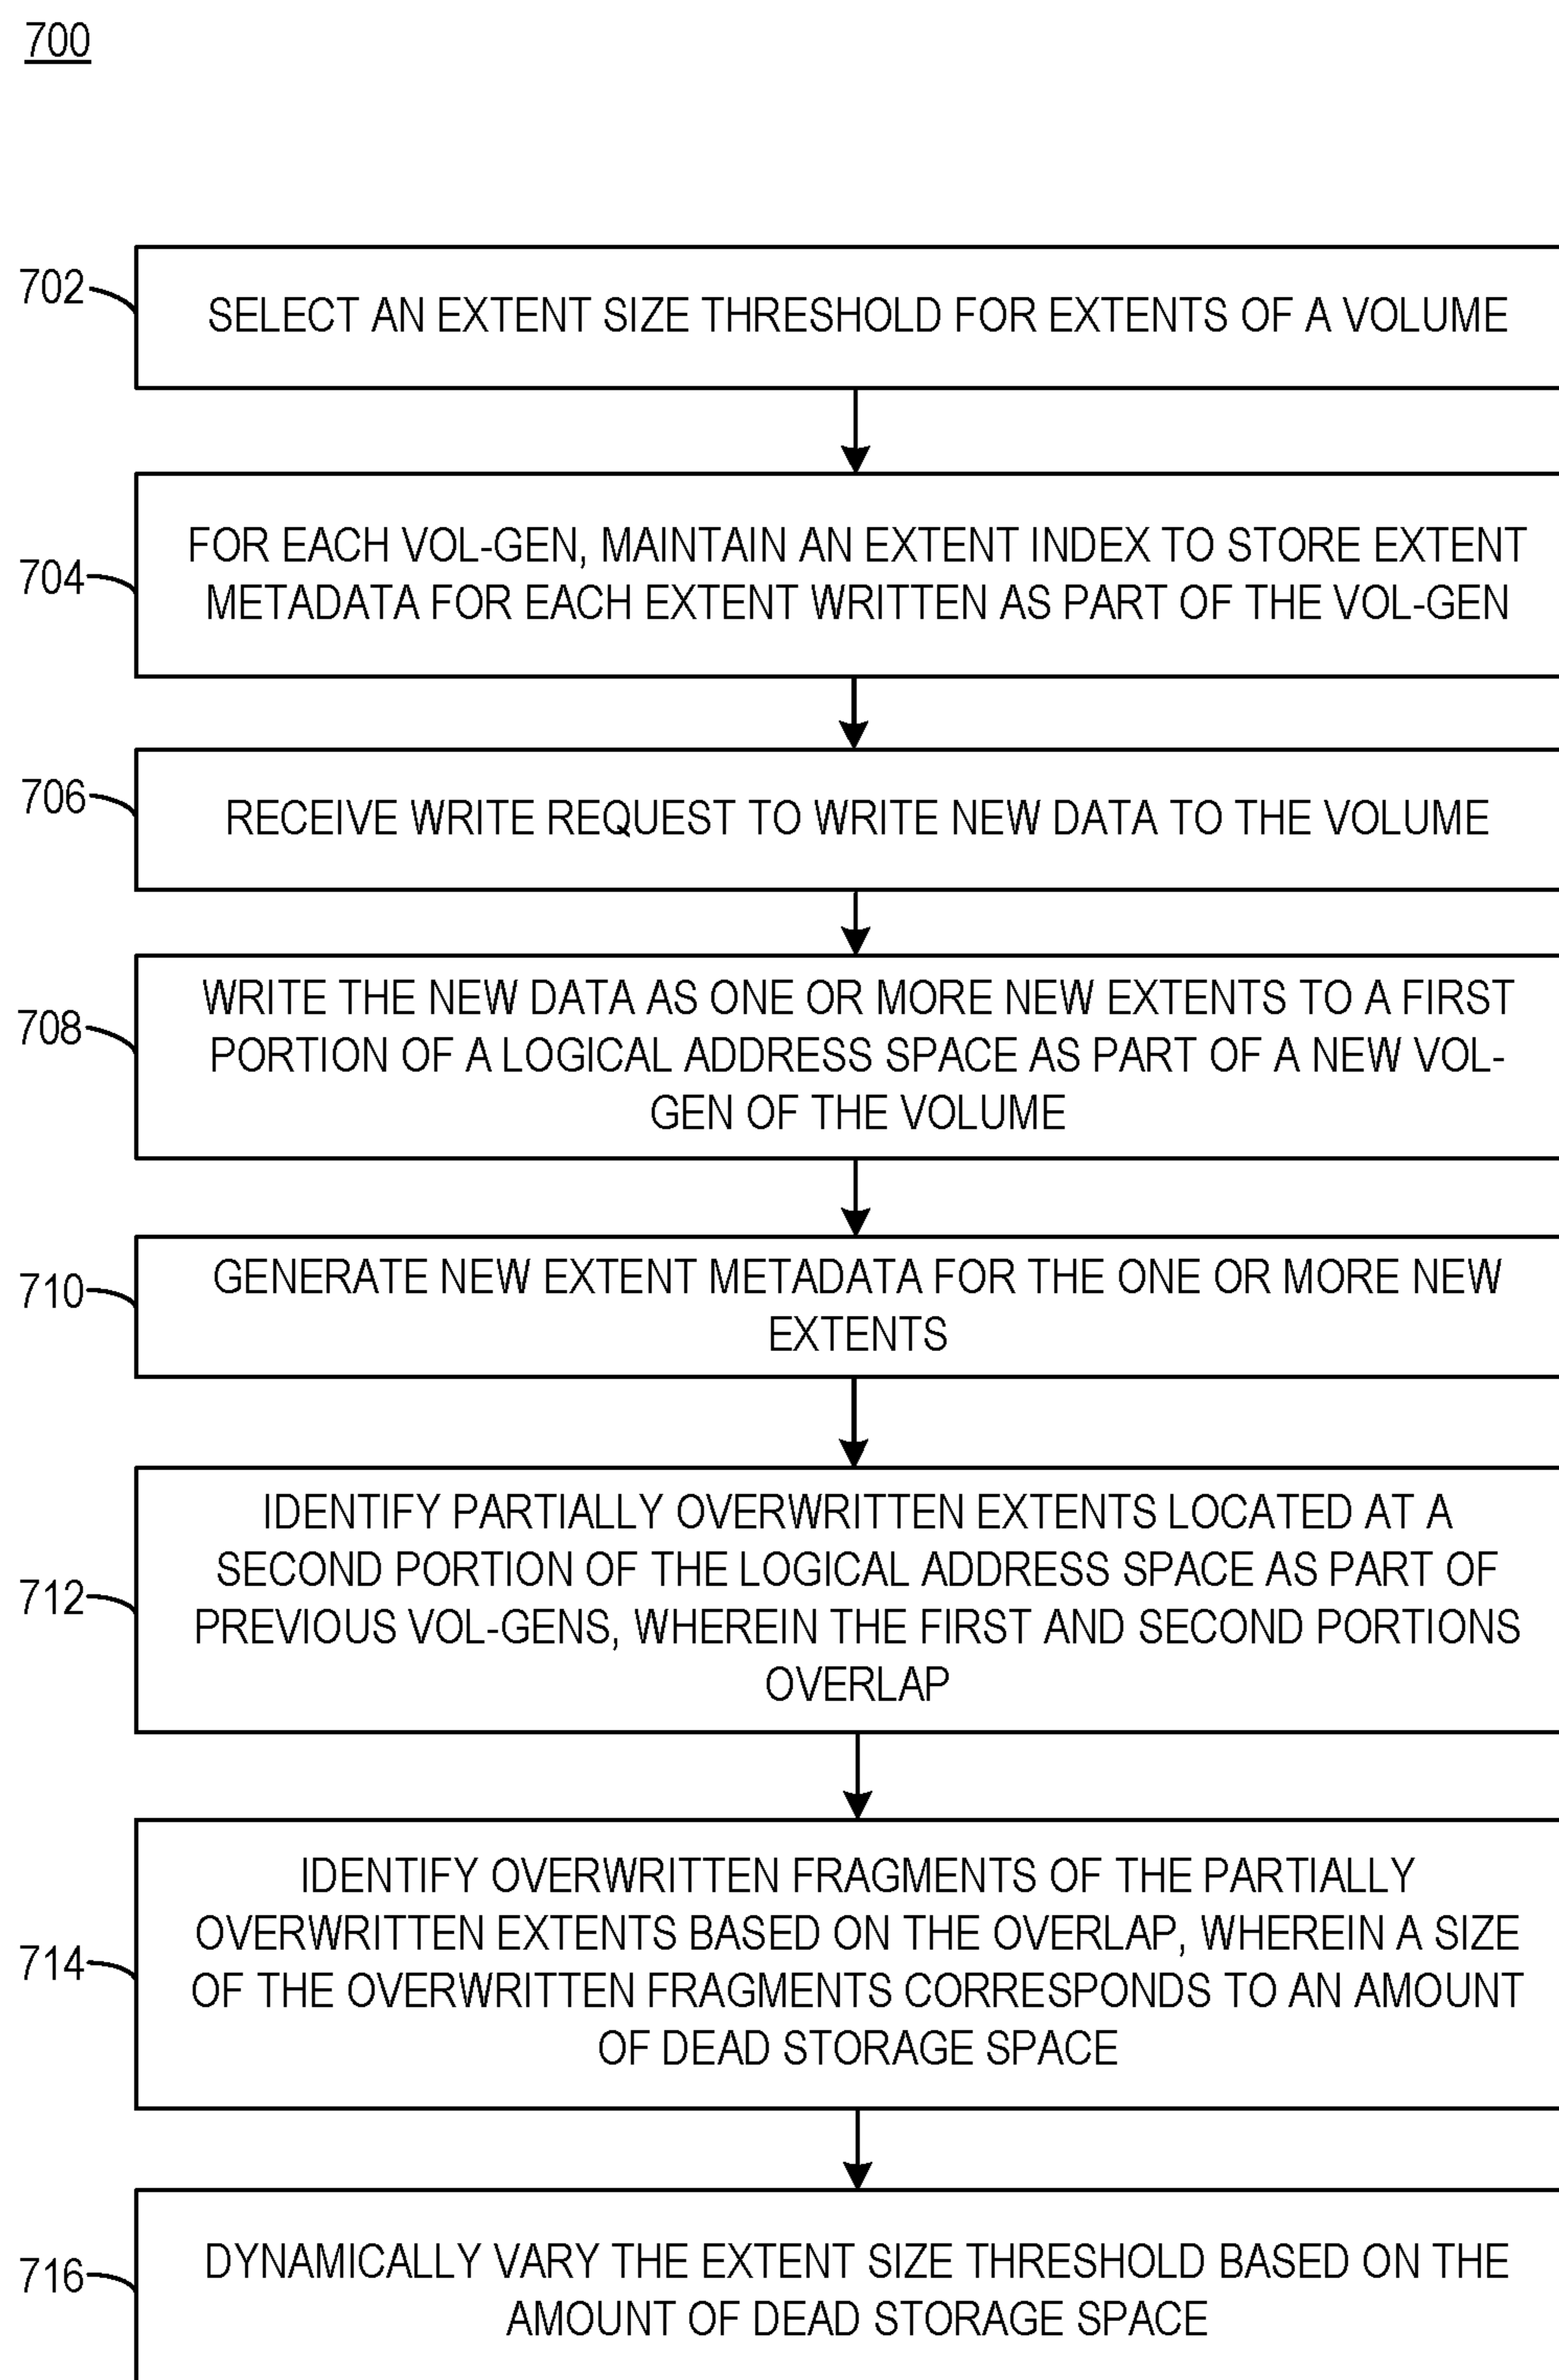 700
702
SELECT AN EXTENT SIZE THRESHOLD FOR EXTENTS OF A VOLUME
704
FOR EACH VOL-GEN, MAINTAIN AN EXTENT INDEX TO STORE EXTENT
METADATA FOR EACH EXTENT WRITTEN AS PART OF THE VOL-GEN
706
RECEIVE WRITE REQUEST TO WRITE NEW DATA TO THE VOLUME
708
WRITE THE NEW DATA AS ONE OR MORE NEW EXTENTS TO A FIRST
PORTION OF A LOGICAL ADDRESS SPACE AS PART OF A NEW VOL-
GEN OF THE VOLUME
710
GENERATE NEW EXTENT METADATA FOR THE ONE OR MORE NEW
EXTENTS
712
IDENTIFY PARTIALLY OVERWRITTEN EXTENTS LOCATED AT A
SECOND PORTION OF THE LOGICAL ADDRESS SPACE AS PART OF
PREVIOUS VOL-GENS, WHEREIN THE FIRST AND SECOND PORTIONS
OVERLAP
714
IDENTIFY OVERWRITTEN FRAGMENTS OF THE PARTIALLY
OVERWRITTEN EXTENTS BASED ON THE OVERLAP, WHEREIN A SIZE
OF THE OVERWRITTEN FRAGMENTS CORRESPONDS TO AN AMOUNT
OF DEAD STORAGE SPACE
716
DYNAMICALLY VARY THE EXTENT SIZE THRESHOLD BASED ON THE
AMOUNT OF DEAD STORAGE SPACE